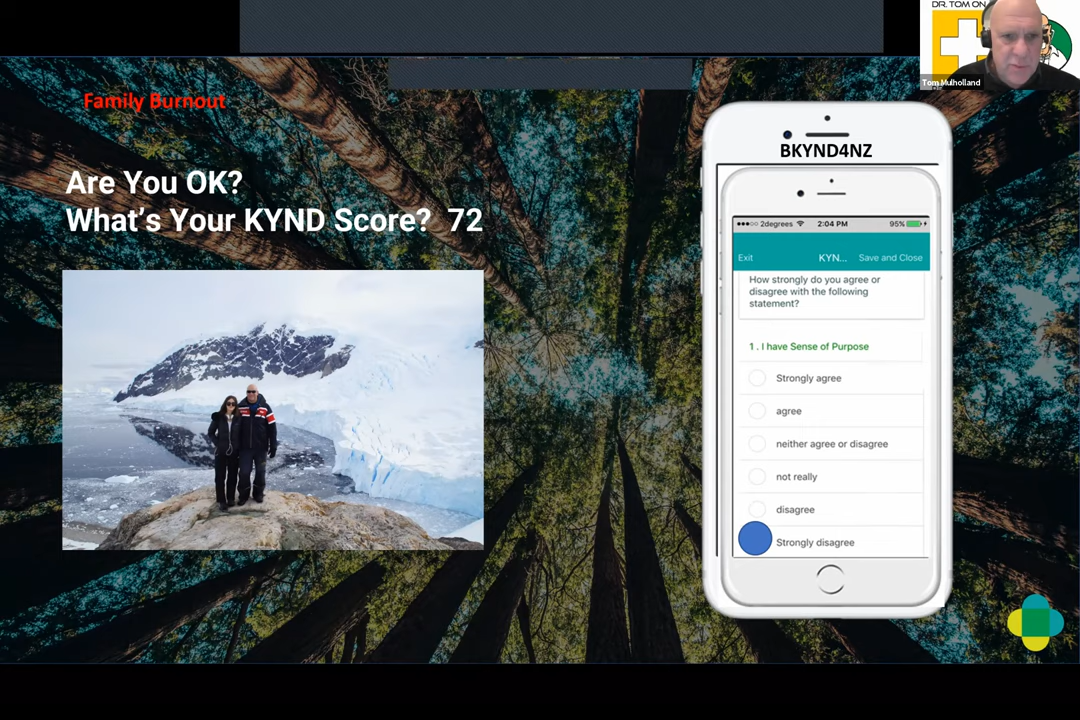 DR. TOM ON
Tom Mulholland
Family Burnout
Are You OK?
What's Your KYND Score? 72
BKYND4NZ
2degrees 2:04 PM 95%
Exit KYN... Save and Close
How strongly do you agree or
disagree with the following
statement?
1 . I have Sense of Purpose
Strongly agree
agree
neither agree or disagree
not really
disagree
Strongly disagree